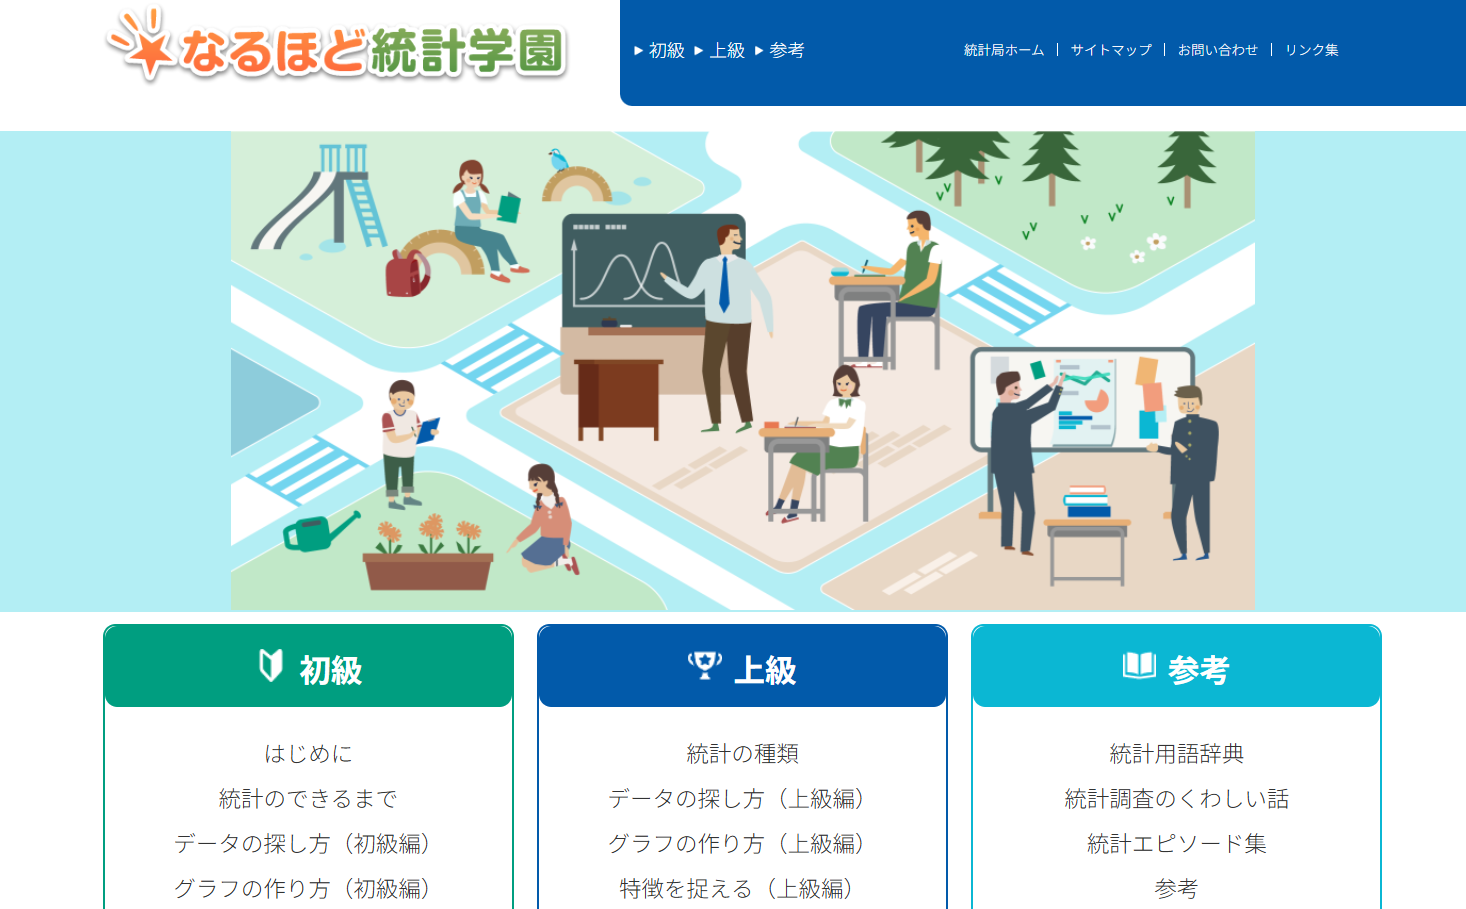 なるほど統計学園
初級 上級 参考
統計局ホーム | サイトマップ | お問い合わせ | リンク集
初級
はじめに
統計のできるまで
データの探し方（初級編）
グラフの作り方（初級編）
上級
統計の種類
データの探し方（上級編）
グラフの作り方（上級編）
特徴を捉える（上級編）
参考
統計用語辞典
統計調査のくわしい話
統計エピソード集
参考